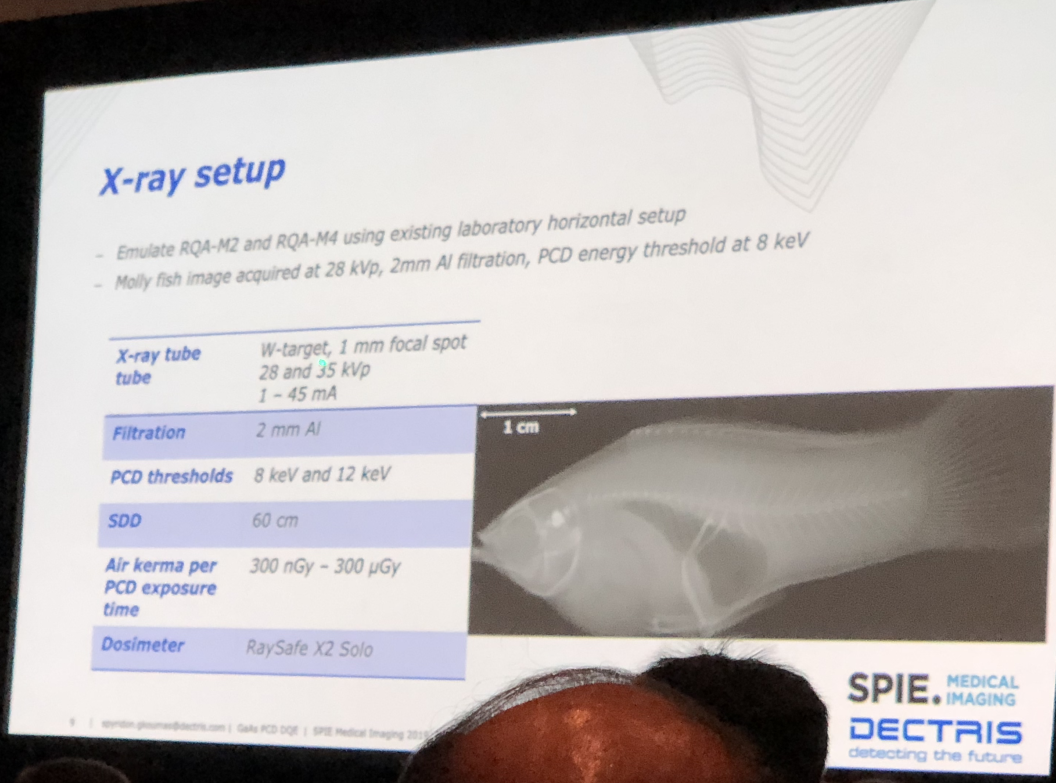 X-ray setup
– Emulate RQA-M2 and RQA-M4 using existing laboratory horizontal setup
– Molly fish image acquired at 28 kVp, 2mm Al filtration, PCD energy threshold at 8 keV
X-ray tube W-target, 1 mm focal spot
tube 28 and 35 kVp
1 – 45 mA
Filtration 2 mm Al
PCD thresholds 8 keV and 12 keV
SDD 60 cm
Air kerma per 300 nGy – 300 µGy
PCD exposure
time
Dosimeter RaySafe X2 Solo
1 cm
9 | spyridon.gkoumas@dectris.com | GaAs PCD DQE | SPIE Medical Imaging
SPIE. MEDICAL
IMAGING
DECTRIS
detecting the future